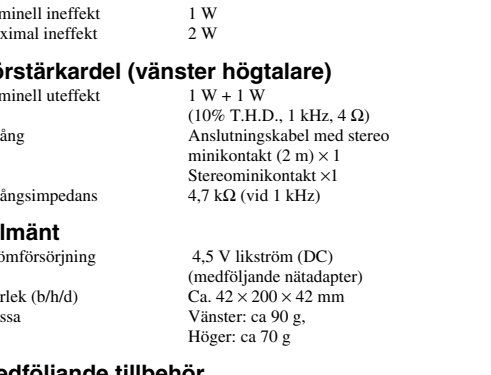 minell ineffekt 1 W
ximal ineffekt 2 W
örstärkardel (vänster högtalare)
minell uteffekt 1 W + 1 W
(10% T.H.D., 1 kHz, 4 Ω)
ång Anslutningskabel med stereo
minikontakt (2 m) × 1
Stereominikontakt ×1
ångsimpedans 4,7 kΩ (vid 1 kHz)
lmänt
ömförsörjning 4,5 V likström (DC)
(medföljande nätadapter)
rlek (b/h/d) Ca. 42 × 200 × 42 mm
ssa Vänster: ca 90 g,
Höger: ca 70 g
edföljande tillbehör